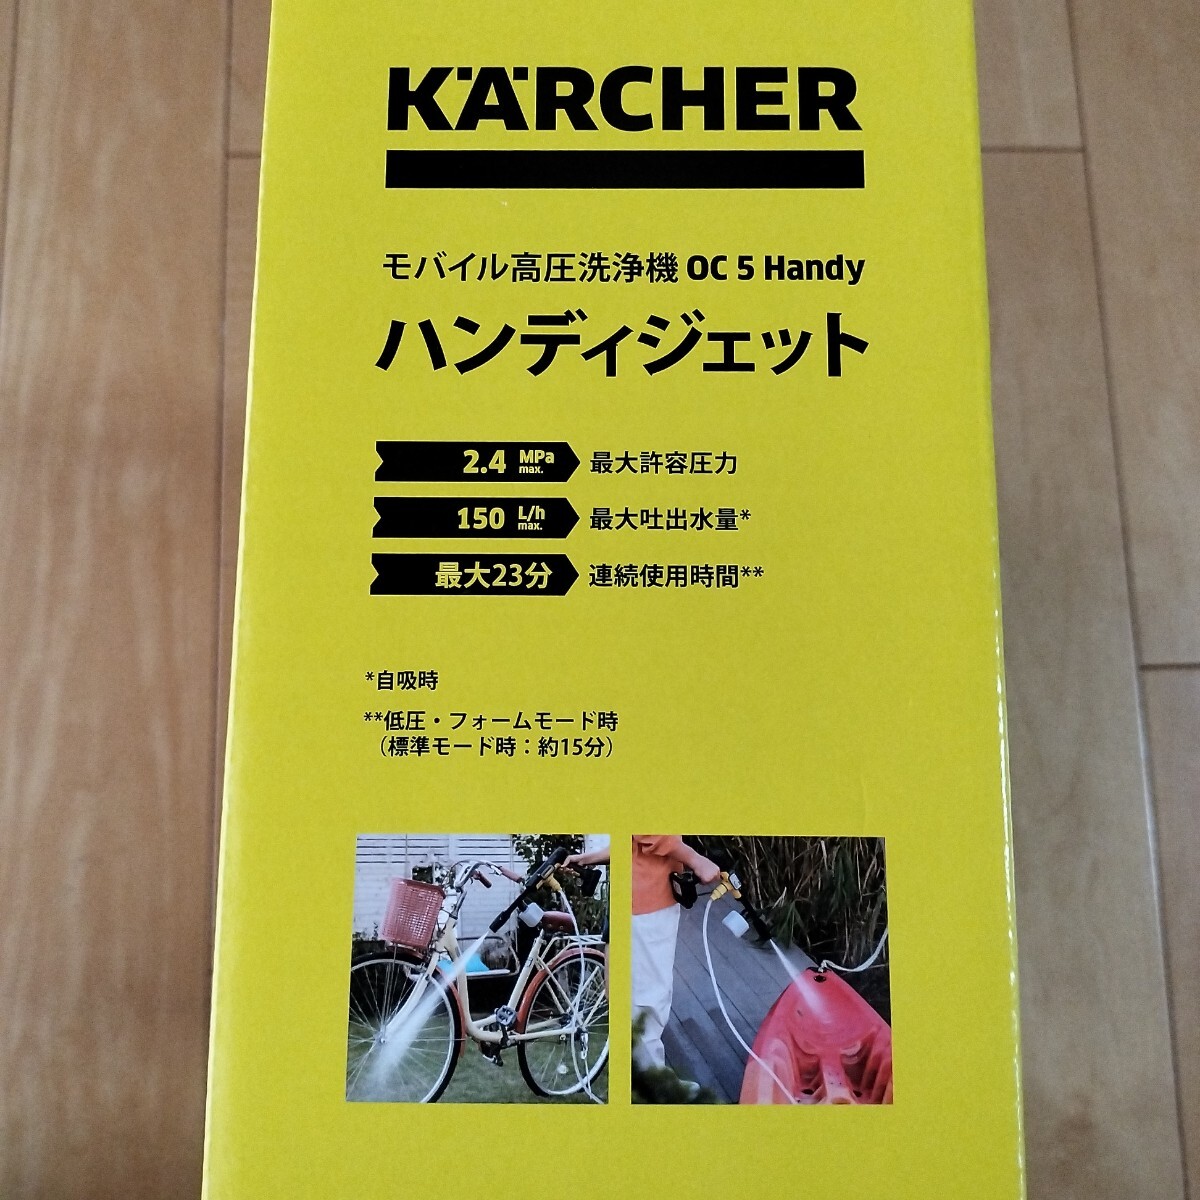 KÄRCHER
モバイル高圧洗浄機 OC 5 Handy
ハンディジェット
2.4 MPa max. 最大許容圧力
150 L/h max. 最大吐出水量*
最大23分 連続使用時間**
*自吸時
**低圧・フォームモード時
（標準モード時：約15分）